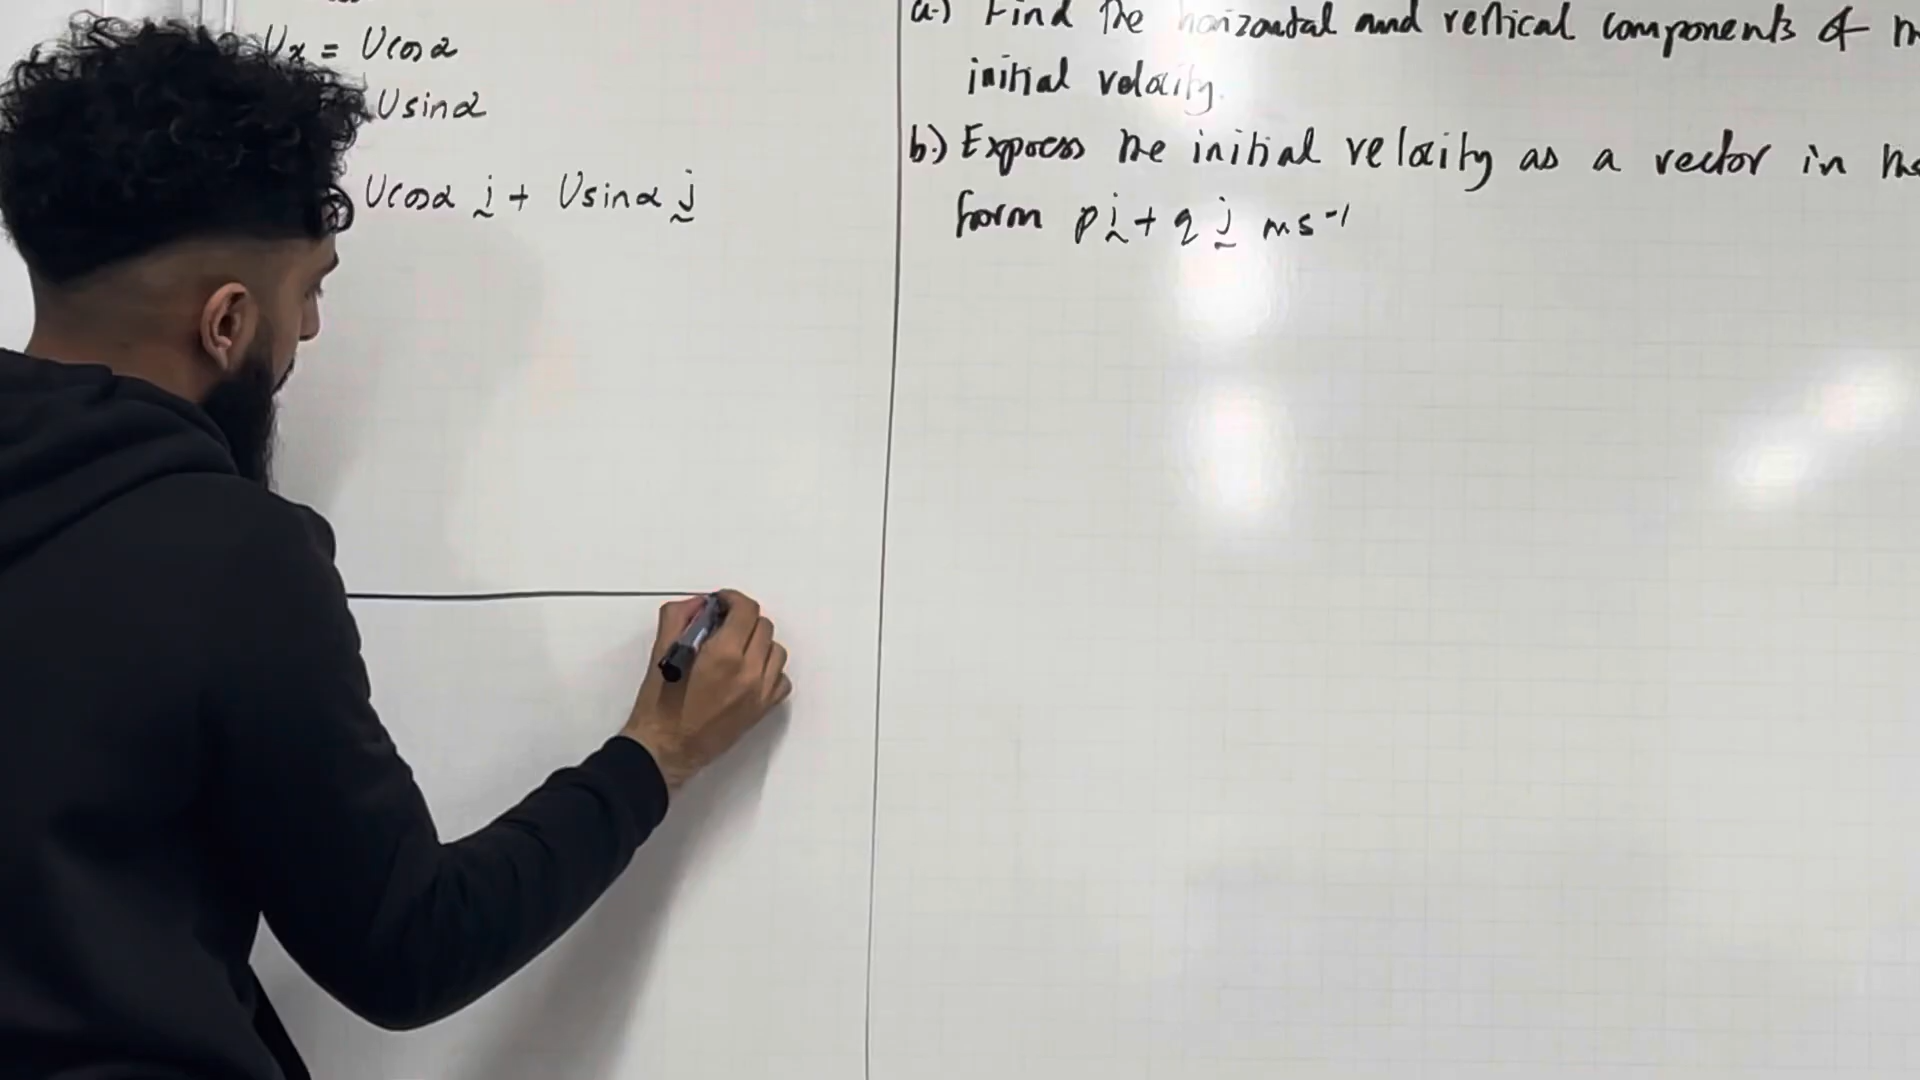 Ux = Ucosα
Usinα
Ucosα i + Usinα j
a.) Find the horizontal and vertical components of
initial velocity.
b.) Express the initial velocity as a vector in the
form p i + q j ms⁻¹